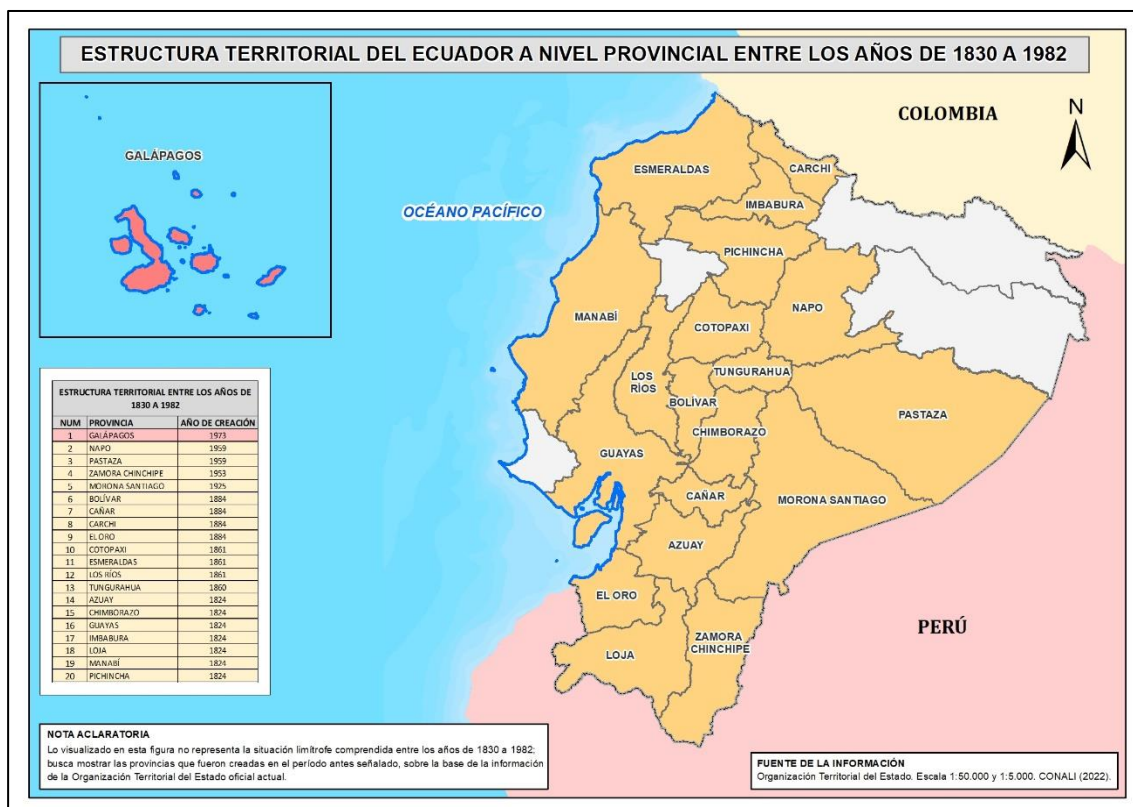 ESTRUCTURA TERRITORIAL DEL ECUADOR A NIVEL PROVINCIAL ENTRE LOS AÑOS DE 1830 A 1982
GALÁPAGOS
OCÉANO PACÍFICO
COLOMBIA
N
ESMERALDAS
CARCHI
IMBABURA
PICHINCHA
MANABÍ
NAPO
COTOPAXI
LOS
RÍOS
TUNGURAHUA
BOLÍVAR
PASTAZA
CHIMBORAZO
GUAYAS
CAÑAR
MORONA SANTIAGO
AZUAY
EL ORO
ZAMORA
CHINCHIPE
LOJA
PERÚ
ESTRUCTURA TERRITORIAL ENTRE LOS AÑOS DE
1830 A 1982
NUM PROVINCIA AÑO DE CREACIÓN
1 GALÁPAGOS 1973
2 NAPO 1959
3 PASTAZA 1959
4 ZAMORA CHINCHIPE 1953
5 MORONA SANTIAGO 1925
6 BOLÍVAR 1884
7 CAÑAR 1884
8 CARCHI 1884
9 EL ORO 1884
10 COTOPAXI 1861
11 ESMERALDAS 1861
12 LOS RÍOS 1861
13 TUNGURAHUA 1860
14 AZUAY 1824
15 CHIMBORAZO 1824
16 GUAYAS 1824
17 IMBABURA 1824
18 LOJA 1824
19 MANABÍ 1824
20 PICHINCHA 1824
NOTA ACLARATORIA
Lo visualizado en esta figura no representa la situación limítrofe comprendida entre los años de 1830 a 1982;
busca mostrar las provincias que fueron creadas en el período antes señalado, sobre la base de la información
de la Organización Territorial del Estado oficial actual.
FUENTE DE LA INFORMACIÓN
Organización Territorial del Estado. Escala 1:50.000 y 1:5.000. CONALI (2022).